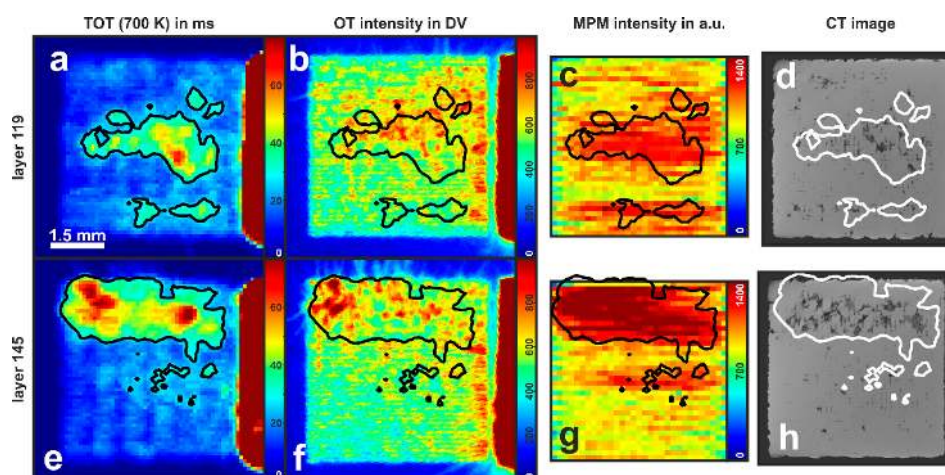 TOT (700 K) in ms
OT intensity in DV
MPM intensity in a.u.
CT image
layer 119
a
60
40
20
0
1.5 mm
b
800
600
400
200
0
c
1400
700
0
d
layer 145
e
60
40
20
0
f
800
600
400
200
0
g
1400
700
0
h